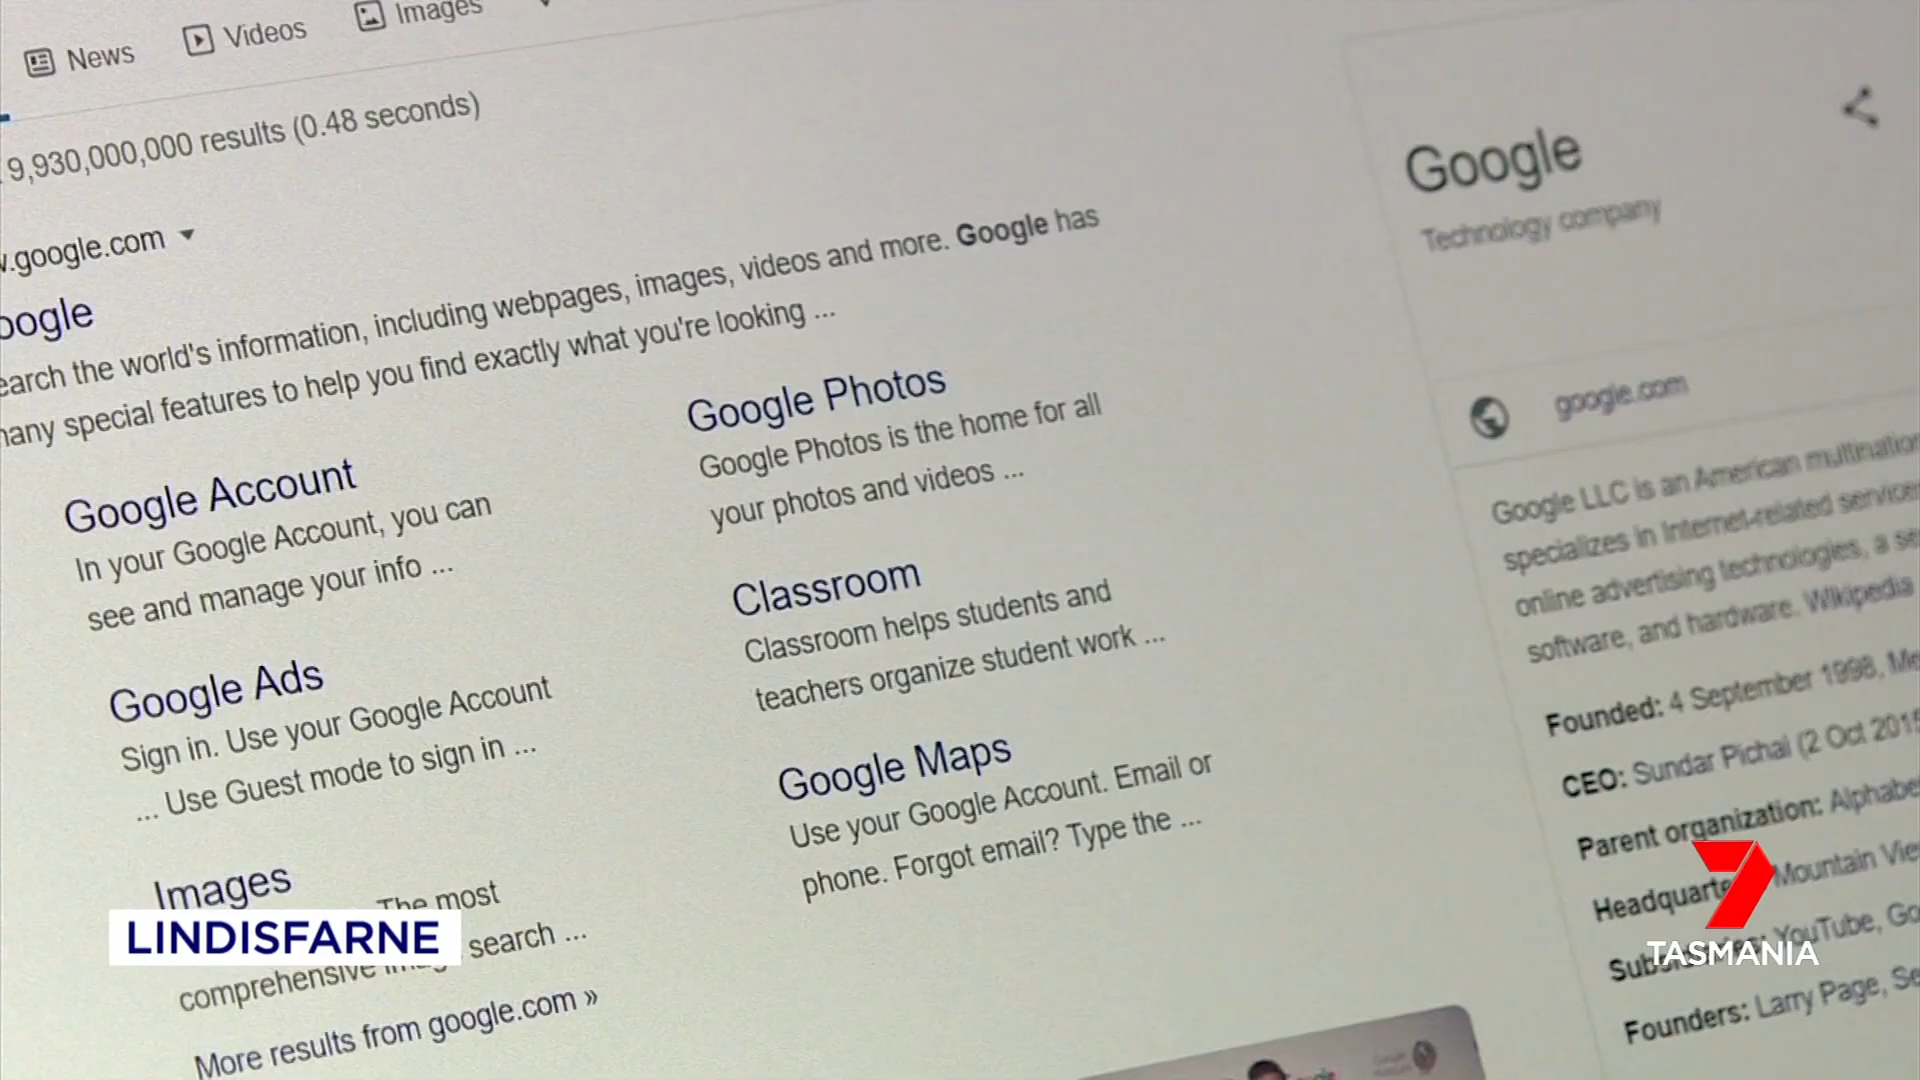 News
Videos
Images
9,930,000,000 results (0.48 seconds)
.google.com
oogle
earch the world's information, including webpages, images, videos and more. Google has
many special features to help you find exactly what you're looking ...
Google Account
In your Google Account, you can
see and manage your info ...
Google Photos
Google Photos is the home for all
your photos and videos ...
Google Ads
Sign in. Use your Google Account
... Use Guest mode to sign in ...
Classroom
Classroom helps students and
teachers organize student work ...
Images
The most
comprehensive search ...
Google Maps
Use your Google Account. Email or
phone. Forgot email? Type the ...
More results from google.com »
Google
Technology company
google.com
Google LLC is an American multination
specializes in Internet-related services
online advertising technologies, a se
software, and hardware. Wikipedia
Founded: 4 September 1998, Me
CEO: Sundar Pichai (2 Oct 2015
Parent organization: Alphabe
Headquarte Mountain Vie
YouTube, Go
Founders: Larry Page, Se
LINDISFARNE
7
TASMANIA